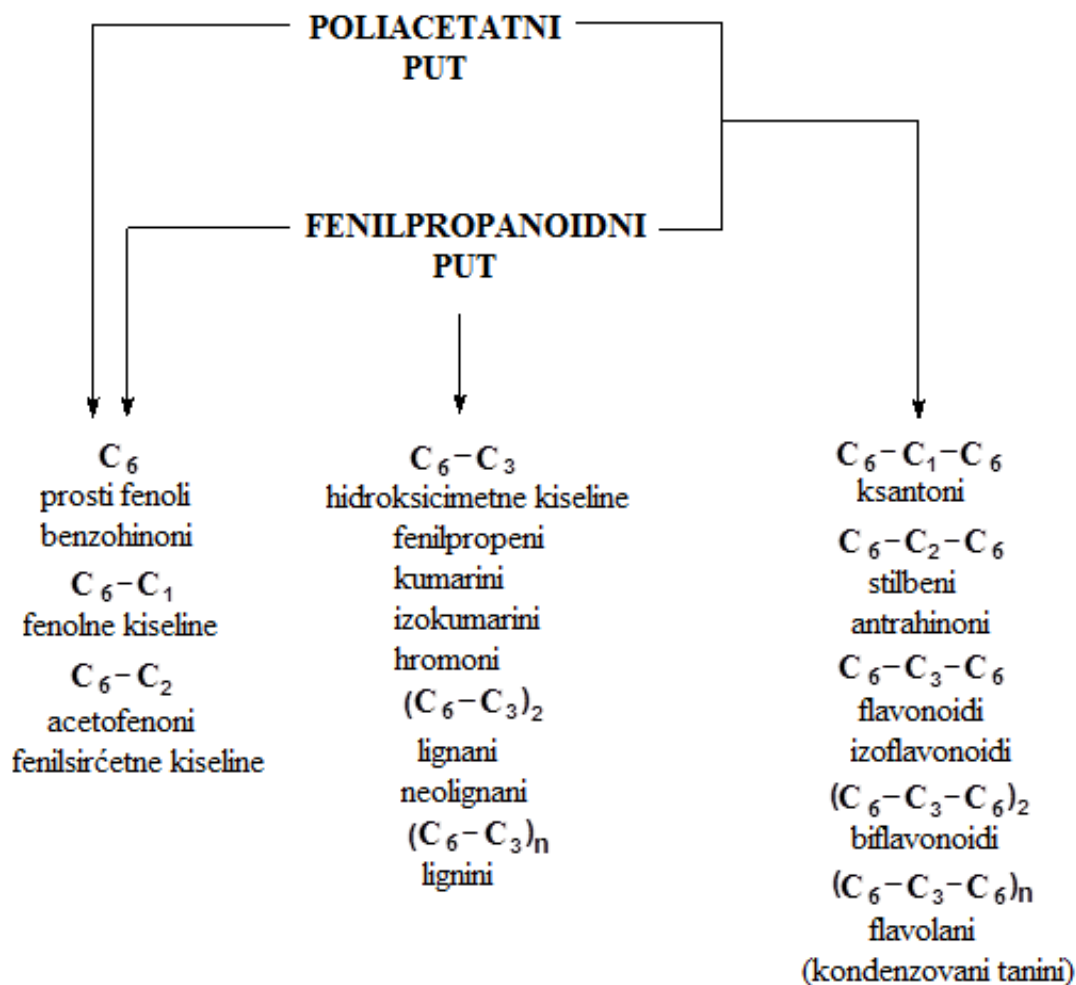 POLIACETATNI
PUT
FENILPROPANOIDNI
PUT
C₆
prosti fenoli
benzohinoni
C₆–C₁
fenolne kiseline
C₆–C₂
acetofenoni
fenilsirćetne kiseline
C₆–C₃
hidroksicimetne kiseline
fenilpropeni
kumarini
izokumarini
hromoni
(C₆–C₃)₂
lignani
neolignani
(C₆–C₃)n
lignini
C₆–C₁–C₆
ksantoni
C₆–C₂–C₆
stilbeni
antrahinoni
C₆–C₃–C₆
flavonoidi
izoflavonoidi
(C₆–C₃–C₆)₂
biflavonoidi
(C₆–C₃–C₆)n
flavolani
(kondenzovani tanini)